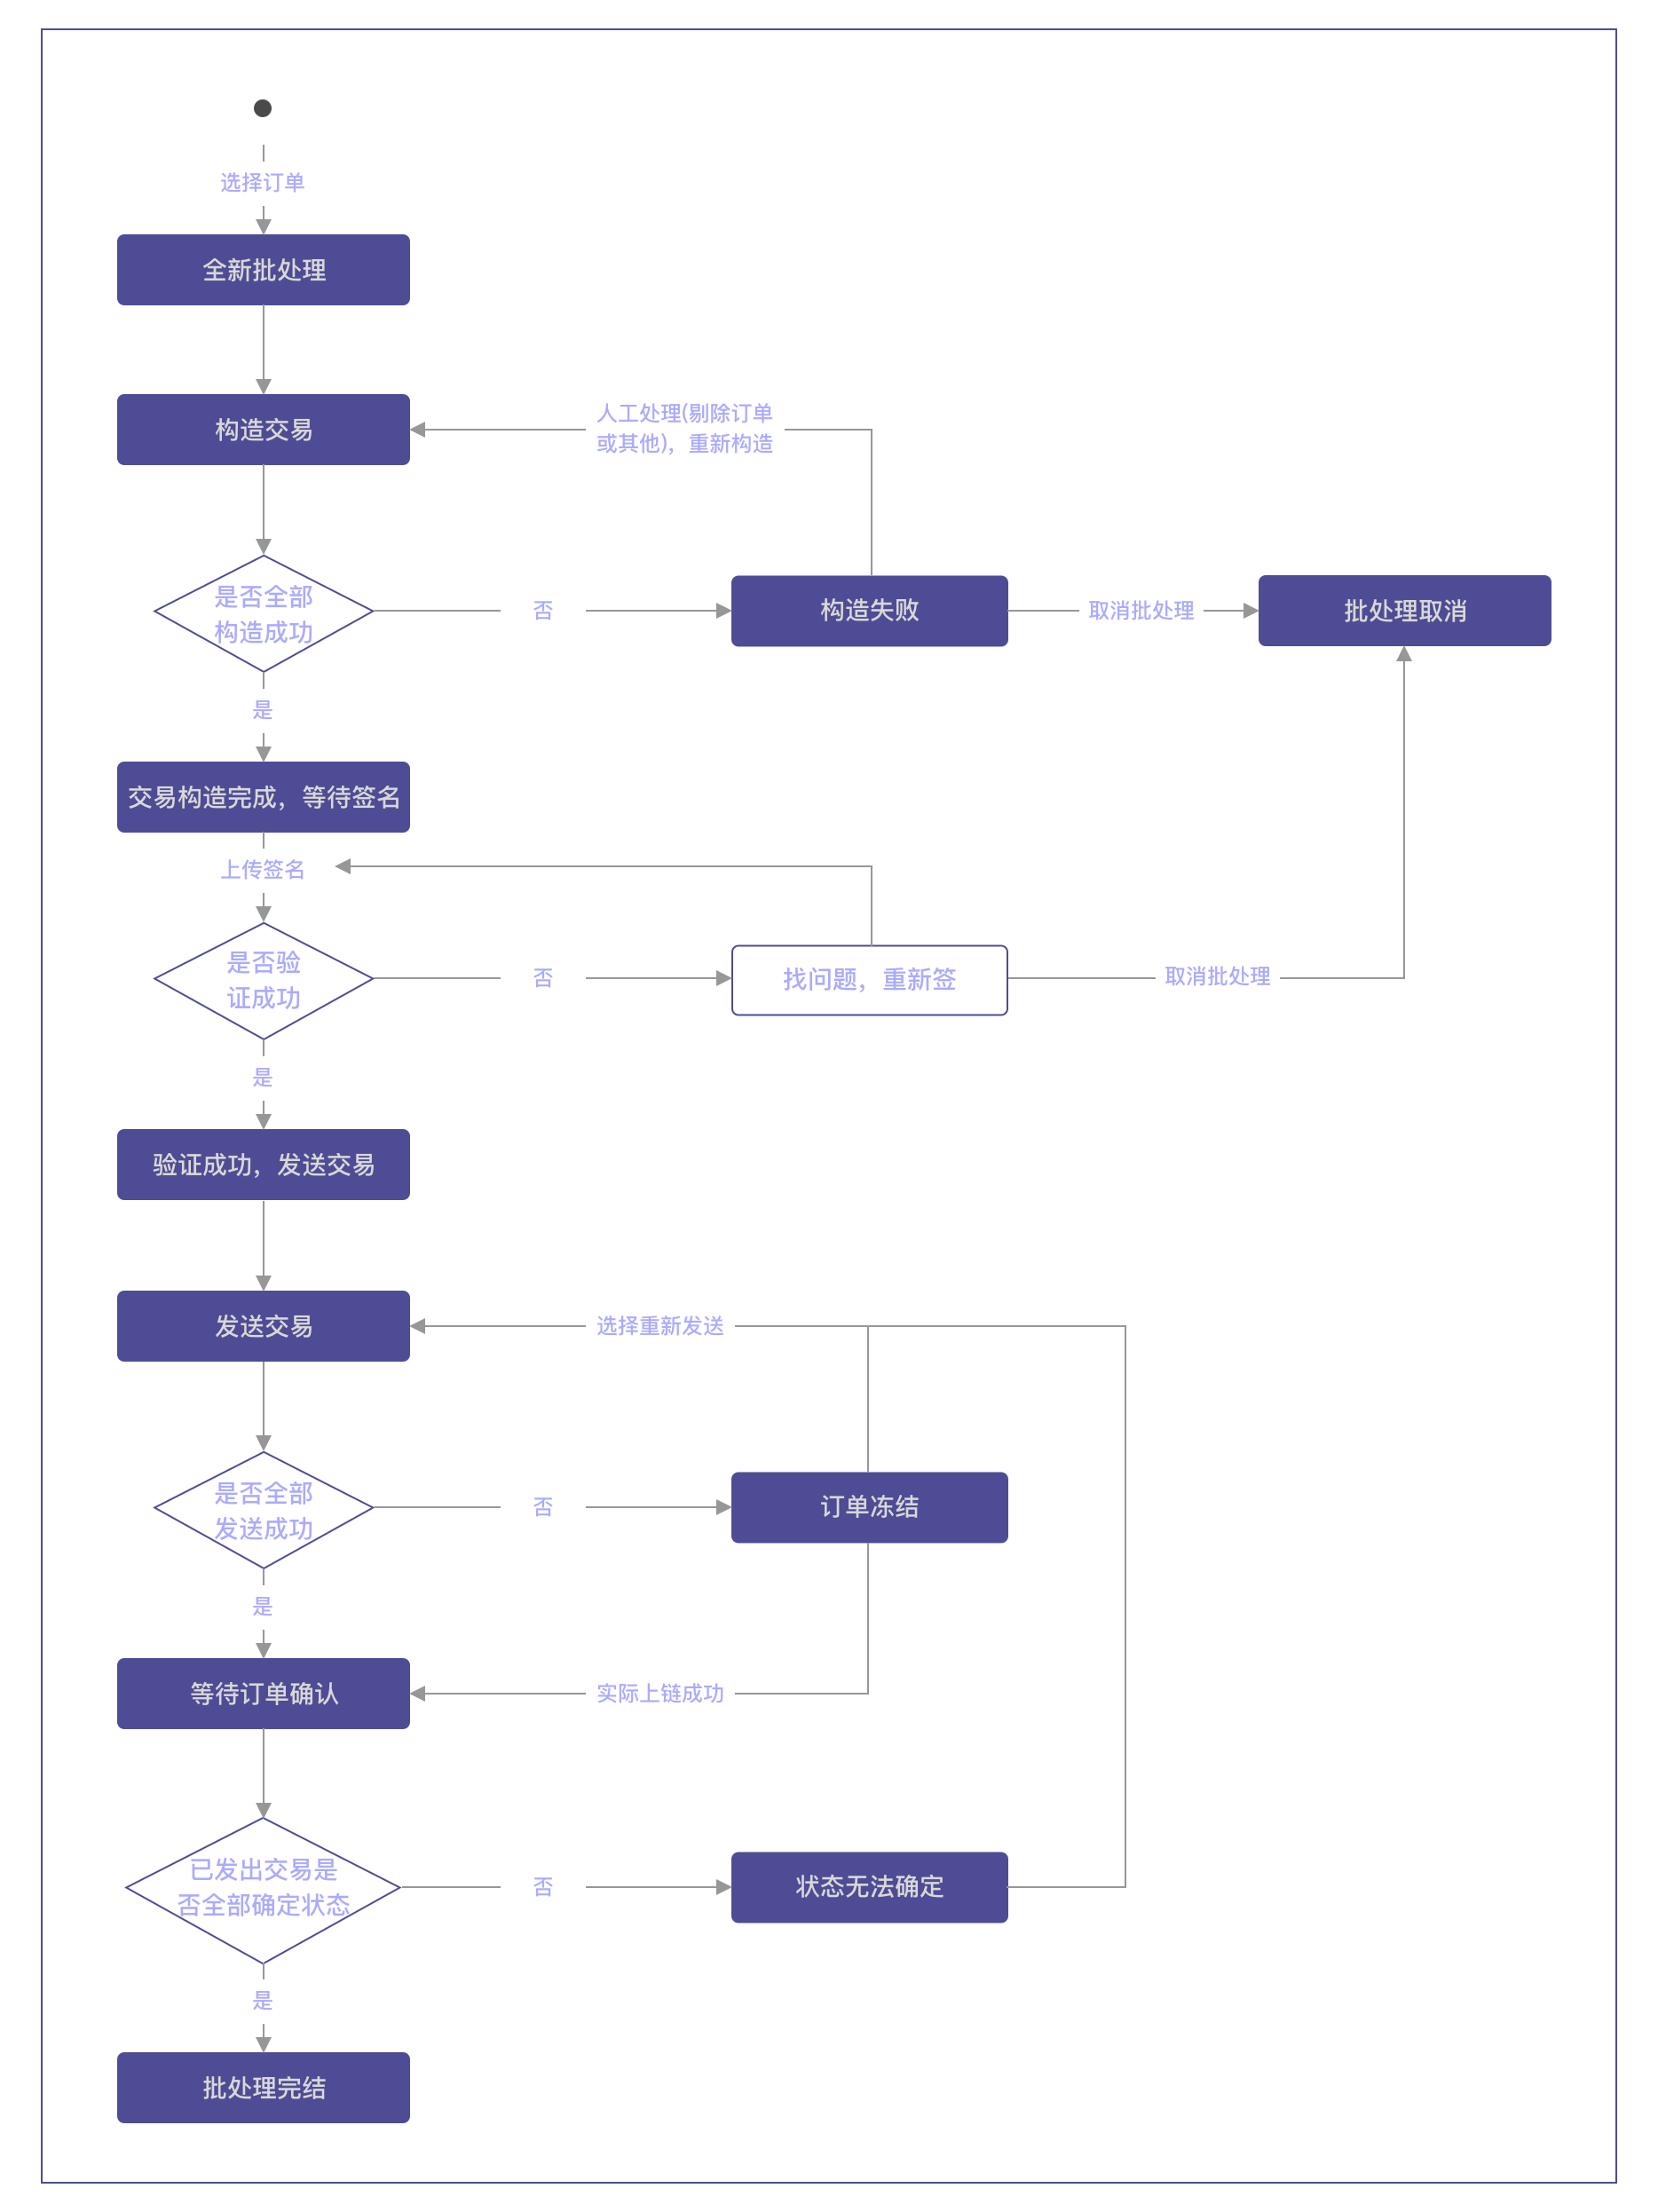 选择订单
全新批处理
构造交易
人工处理(剔除订单
或其他)，重新构造
是否全部
构造成功
否
构造失败
取消批处理
批处理取消
是
交易构造完成，等待签名
上传签名
是否验
证成功
否
找问题，重新签
取消批处理
是
验证成功，发送交易
发送交易
选择重新发送
是否全部
发送成功
否
订单冻结
是
等待订单确认
实际上链成功
已发出交易是
否全部确定状态
否
状态无法确定
是
批处理完结